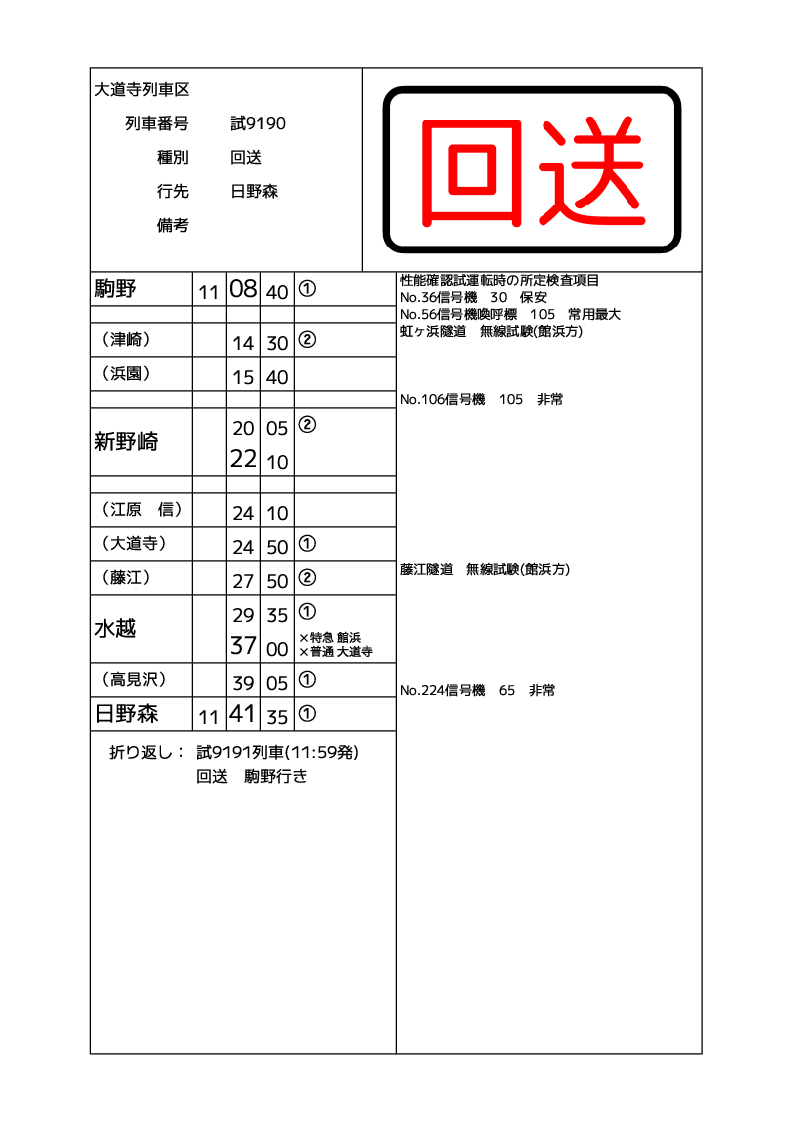 大道寺列車区
列車番号 試9190
種別 回送
行先 日野森
備考
回送
駒野 11 08 40 ①
（津崎） 14 30 ②
（浜園） 15 40
新野崎 20 05 ②
22 10
（江原　信） 24 10
（大道寺） 24 50 ①
（藤江） 27 50 ②
水越 29 35 ①
37 00 ×特急 館浜
×普通 大道寺
（高見沢） 39 05 ①
日野森 11 41 35 ①
折り返し： 試9191列車(11:59発)
回送　駒野行き
性能確認試運転時の所定検査項目
No.36信号機　30　保安
No.56信号機喚呼標　105　常用最大
虹ヶ浜隧道　無線試験(館浜方)
No.106信号機　105　非常
藤江隧道　無線試験(館浜方)
No.224信号機　65　非常